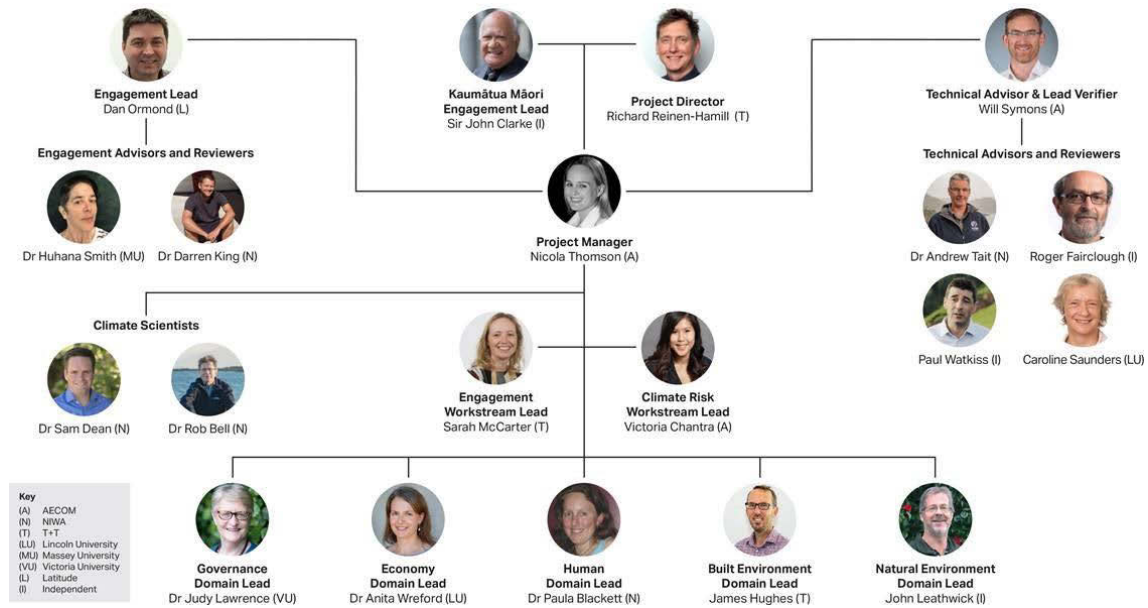 Engagement Lead
Dan Ormond (L)
Kaumātua Māori
Engagement Lead
Sir John Clarke (I)
Project Director
Richard Reinen-Hamill (T)
Technical Advisor & Lead Verifier
Will Symons (A)
Engagement Advisors and Reviewers
Dr Huhana Smith (MU)
Dr Darren King (N)
Project Manager
Nicola Thomson (A)
Technical Advisors and Reviewers
Dr Andrew Tait (N)
Roger Fairclough (I)
Paul Watkiss (I)
Caroline Saunders (LU)
Climate Scientists
Dr Sam Dean (N)
Dr Rob Bell (N)
Engagement
Workstream Lead
Sarah McCarter (T)
Climate Risk
Workstream Lead
Victoria Chantra (A)
Key
(A) AECOM
(N) NIWA
(T) T+T
(LU) Lincoln University
(MU) Massey University
(VU) Victoria University
(L) Latitude
(I) Independent
Governance
Domain Lead
Dr Judy Lawrence (VU)
Economy
Domain Lead
Dr Anita Wreford (LU)
Human
Domain Lead
Dr Paula Blackett (N)
Built Environment
Domain Lead
James Hughes (T)
Natural Environment
Domain Lead
John Leathwick (I)